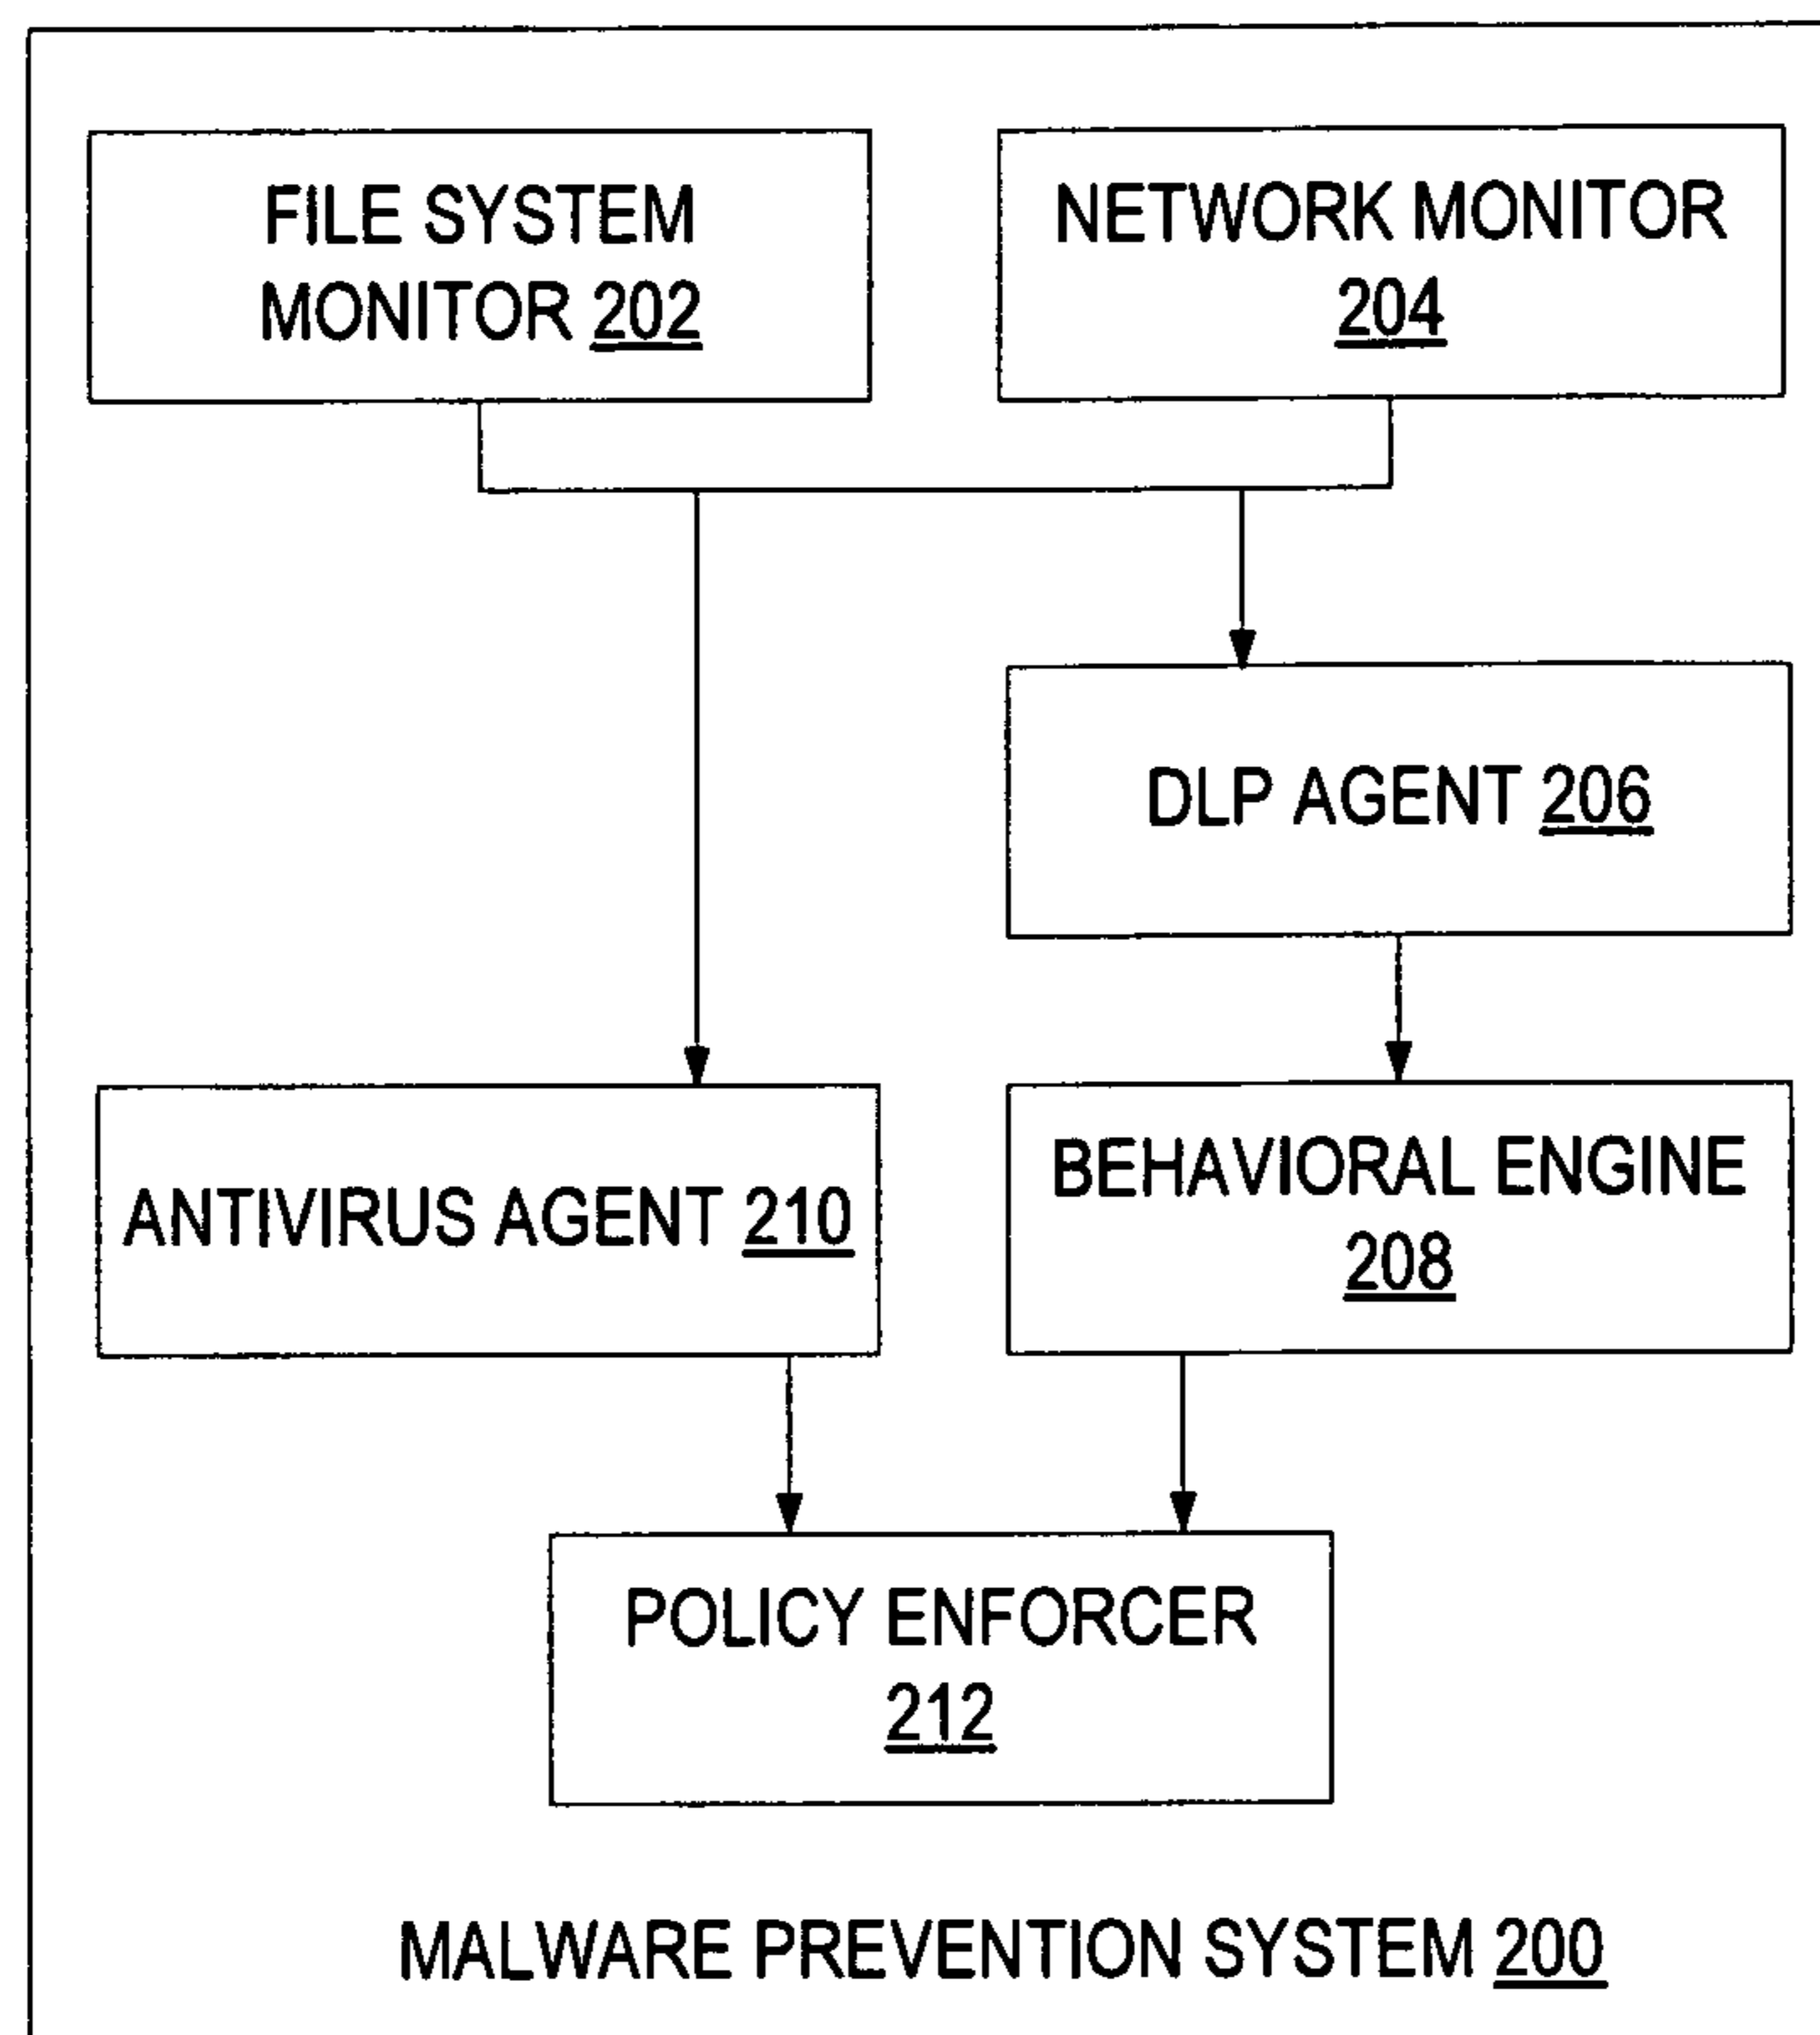 FILE SYSTEM
MONITOR 202
NETWORK MONITOR
204
DLP AGENT 206
ANTIVIRUS AGENT 210
BEHAVIORAL ENGINE
208
POLICY ENFORCER
212
MALWARE PREVENTION SYSTEM 200